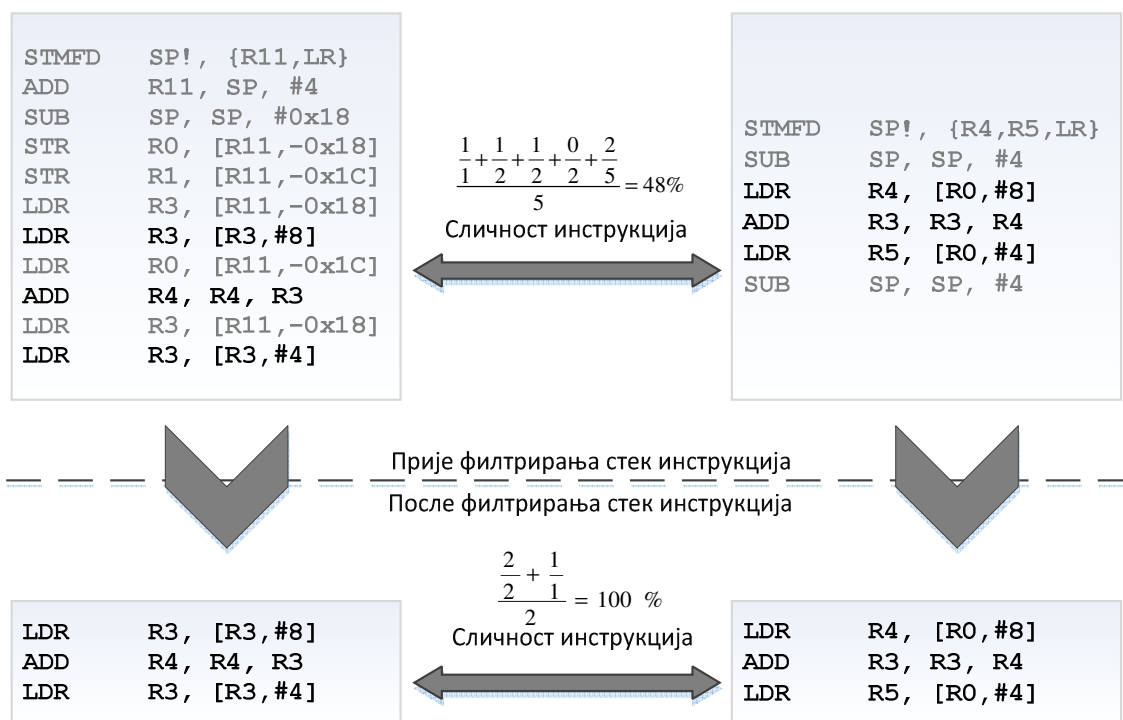 STMFD SP!, {R11,LR}
ADD R11, SP, #4
SUB SP, SP, #0x18
STR R0, [R11,-0x18]
STR R1, [R11,-0x1C]
LDR R3, [R11,-0x18]
LDR R3, [R3,#8]
LDR R0, [R11,-0x1C]
ADD R4, R4, R3
LDR R3, [R11,-0x18]
LDR R3, [R3,#4]
1 1 1 0 2
+ + + +
1 2 2 2 5
5
= 48%
Сличност инструкција
STMFD SP!, {R4,R5,LR}
SUB SP, SP, #4
LDR R4, [R0,#8]
ADD R3, R3, R4
LDR R5, [R0,#4]
SUB SP, SP, #4
Прије филтрирања стек инструкција
После филтрирања стек инструкција
LDR R3, [R3,#8]
ADD R4, R4, R3
LDR R3, [R3,#4]
2 1
+
2 1
2
= 100 %
Сличност инструкција
LDR R4, [R0,#8]
ADD R3, R3, R4
LDR R5, [R0,#4]